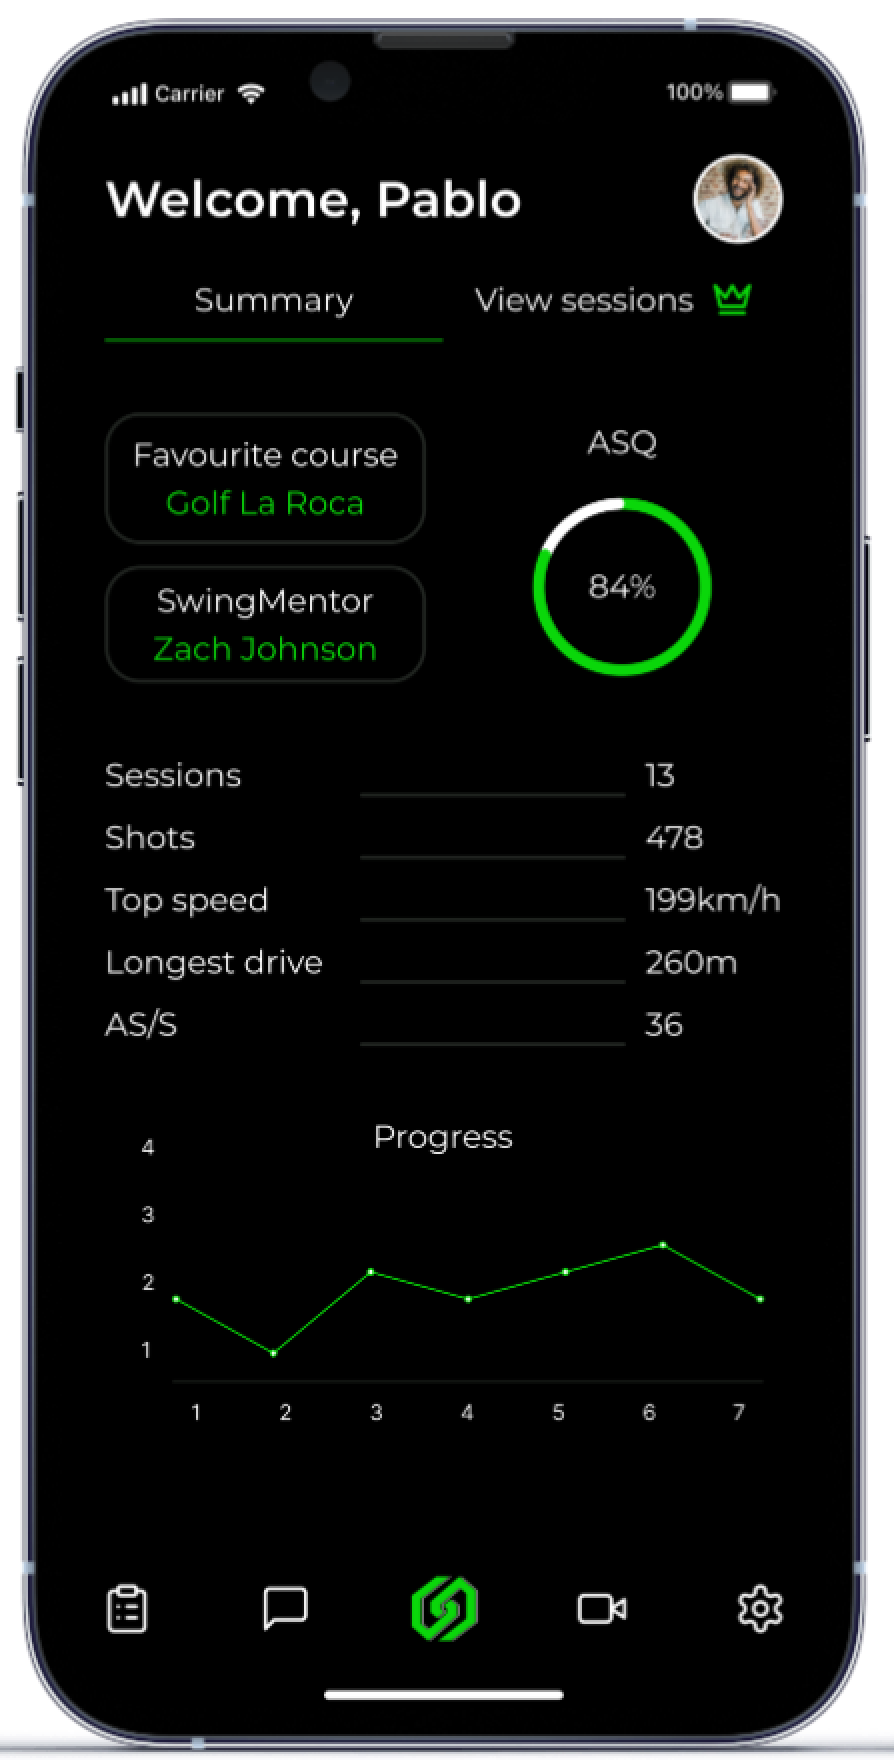 Carrier 100%
Welcome, Pablo
Summary View sessions
Favourite course
Golf La Roca
ASQ
84%
SwingMentor
Zach Johnson
Sessions 13
Shots 478
Top speed 199km/h
Longest drive 260m
AS/S 36
Progress
4
3
2
1
1 2 3 4 5 6 7